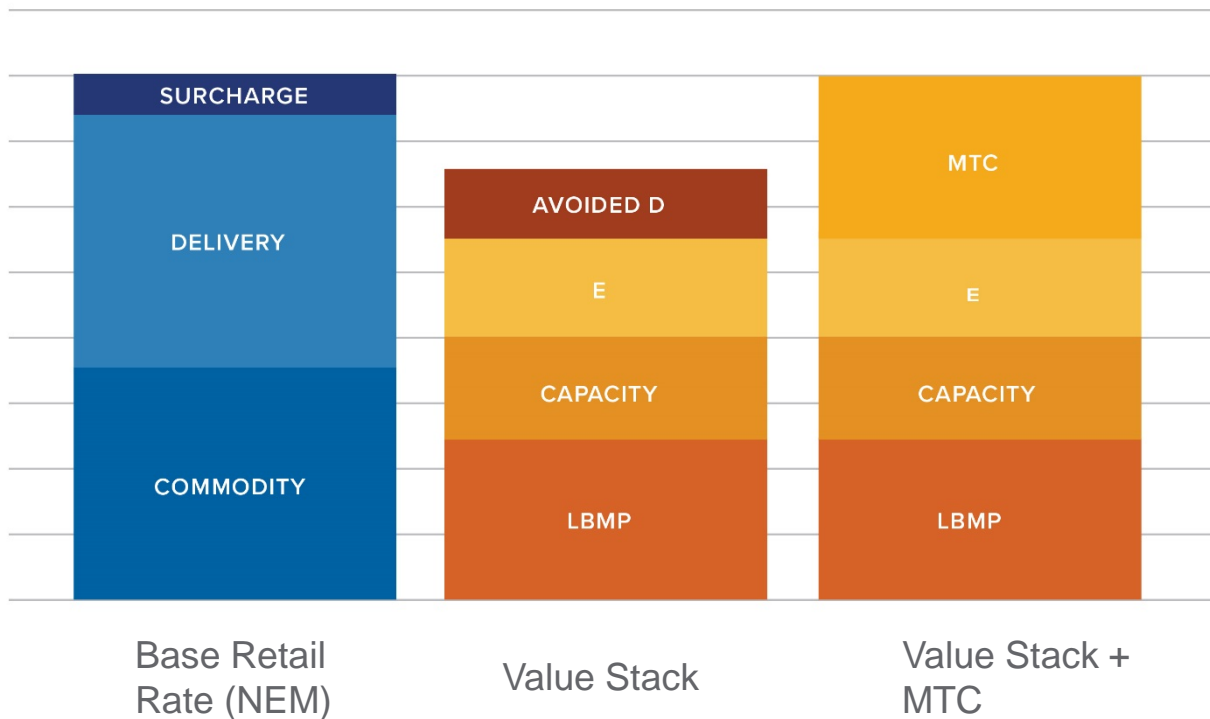 SURCHARGE
DELIVERY
COMMODITY
AVOIDED D
E
CAPACITY
LBMP
MTC
E
CAPACITY
LBMP
Base Retail
Rate (NEM)
Value Stack
Value Stack +
MTC